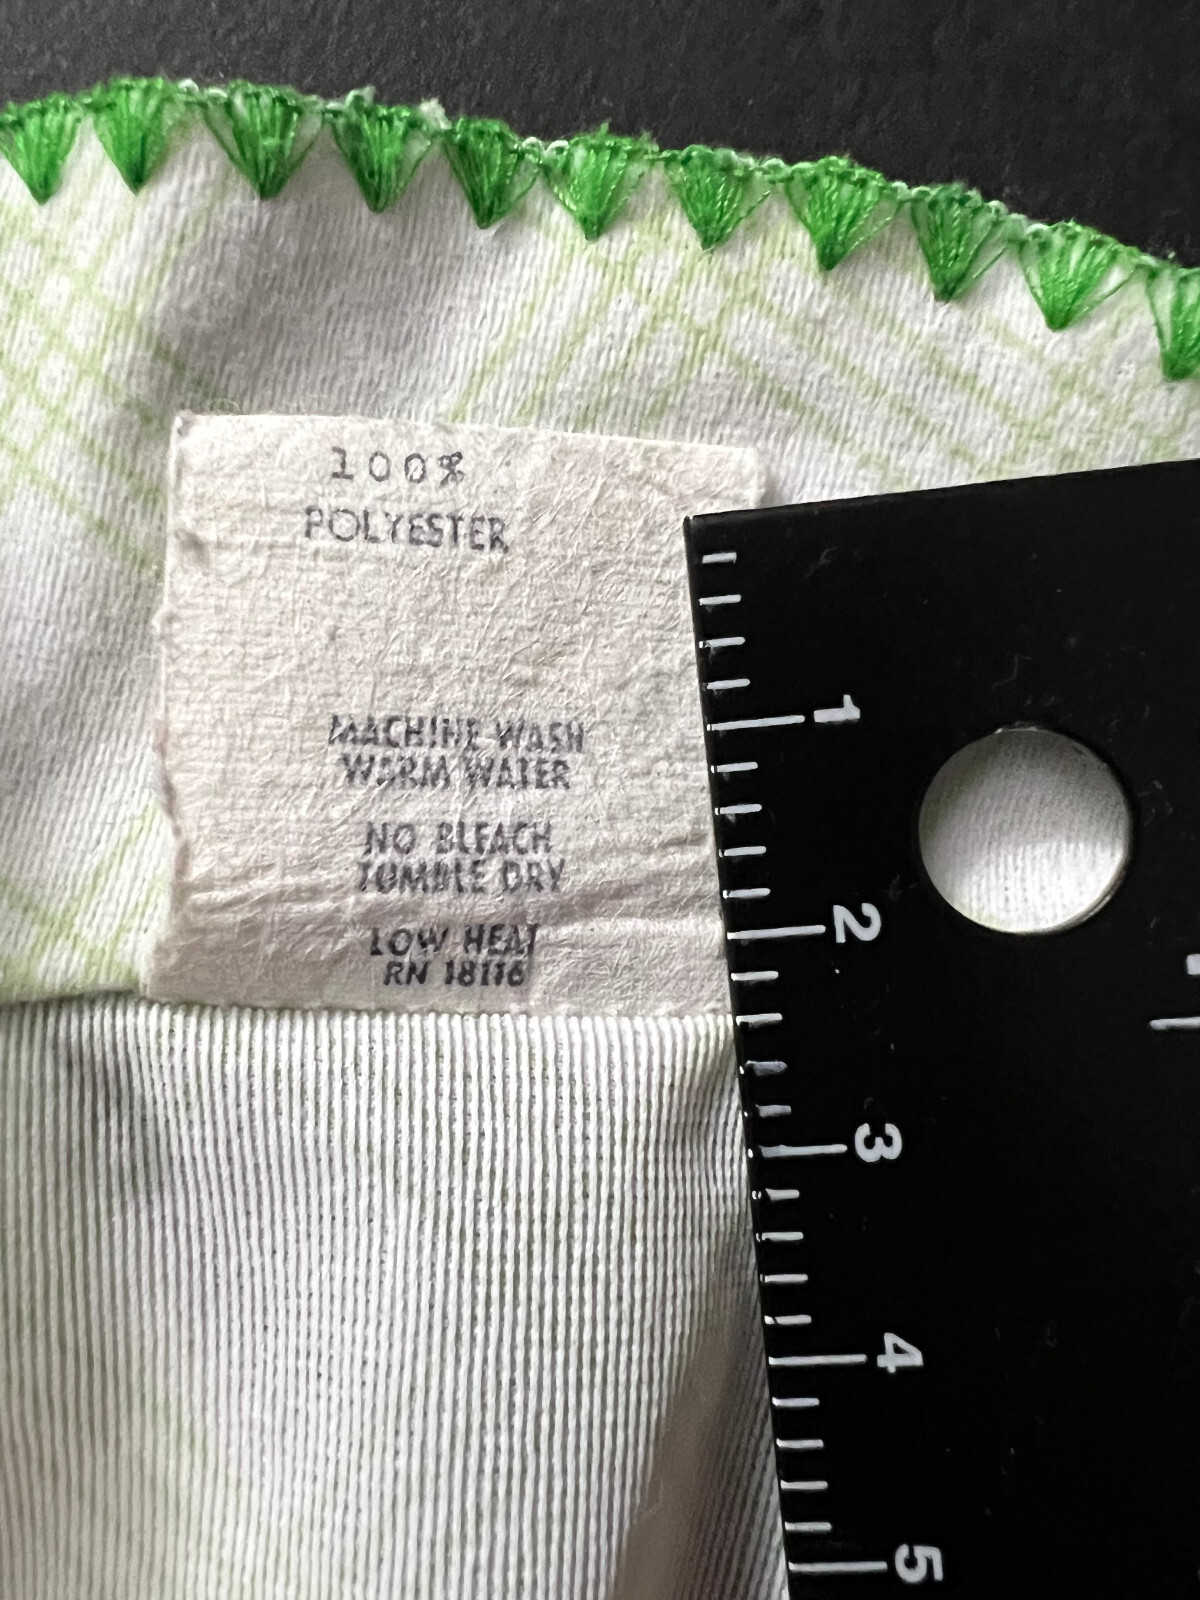 100%
POLYESTER
MACHINE WASH
WARM WATER
NO BLEACH
TUMBLE DRY
LOW HEAT
RN 18116
1
2
3
4
5